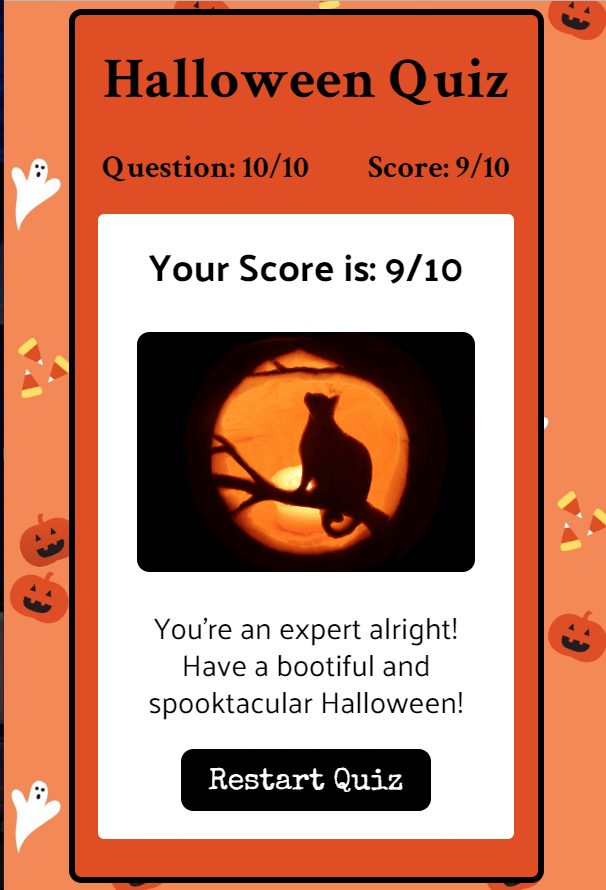 Halloween Quiz
Question: 10/10 Score: 9/10
Your Score is: 9/10
You're an expert alright!
Have a bootiful and
spooktacular Halloween!
Restart Quiz